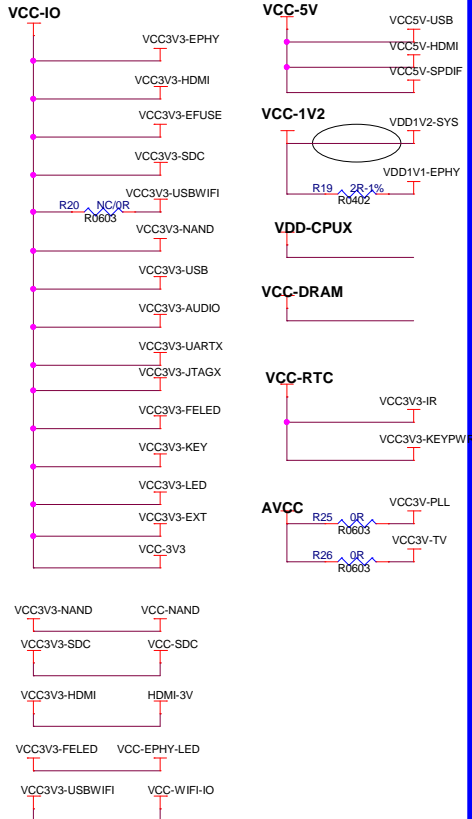 VCC-IO
VCC3V3-EPHY
VCC3V3-HDMI
VCC3V3-EFUSE
VCC3V3-SDC
VCC3V3-USBWIFI
R20 NC/0R
R0603
VCC3V3-NAND
VCC3V3-USB
VCC3V3-AUDIO
VCC3V3-UARTX
VCC3V3-JTAGX
VCC3V3-FELED
VCC3V3-KEY
VCC3V3-LED
VCC3V3-EXT
VCC-3V3
VCC3V3-NAND VCC-NAND
VCC3V3-SDC VCC-SDC
VCC3V3-HDMI HDMI-3V
VCC3V3-FELED VCC-EPHY-LED
VCC3V3-USBWIFI VCC-WIFI-IO
VCC-5V
VCC5V-USB
VCC5V-HDMI
VCC5V-SPDIF
VCC-1V2
VDD1V2-SYS
VDD1V1-EPHY
R19 2R-1%
R0402
VDD-CPUX
VCC-DRAM
VCC-RTC
VCC3V3-IR
VCC3V3-KEYPW
AVCC
VCC3V-PLL
R25 0R
R0603
VCC3V-TV
R26 0R
R0603